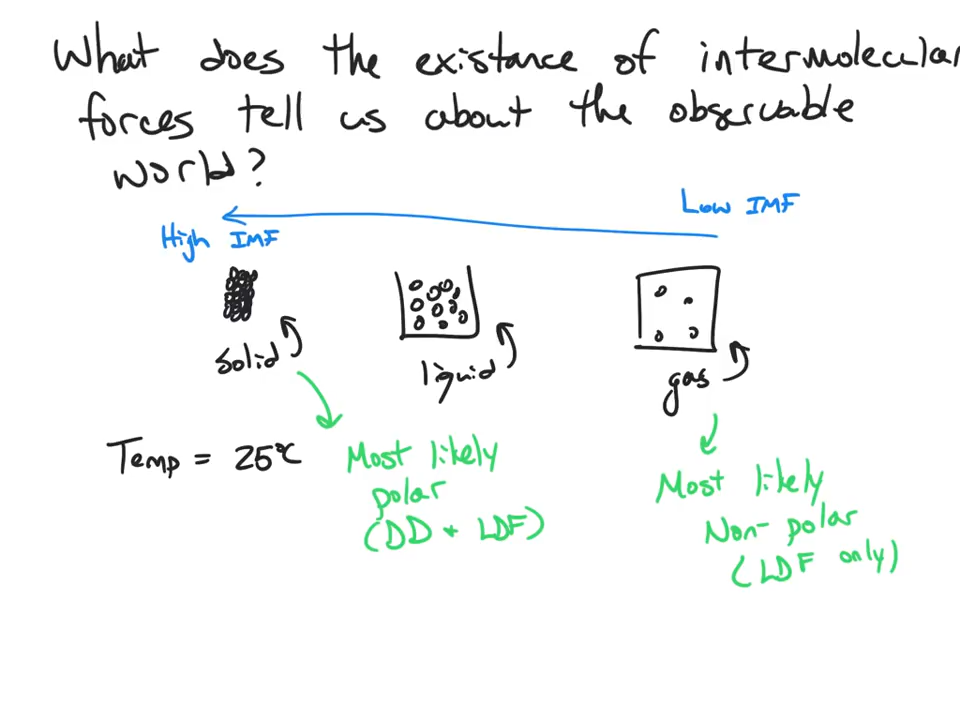 What does the existance of intermolecular
forces tell us about the observable
world?
Low IMF
High IMF
solid
liquid
gas
Temp = 25°C
Most likely
polar
(DD + LDF)
Most likely
Non-polar
(LDF only)